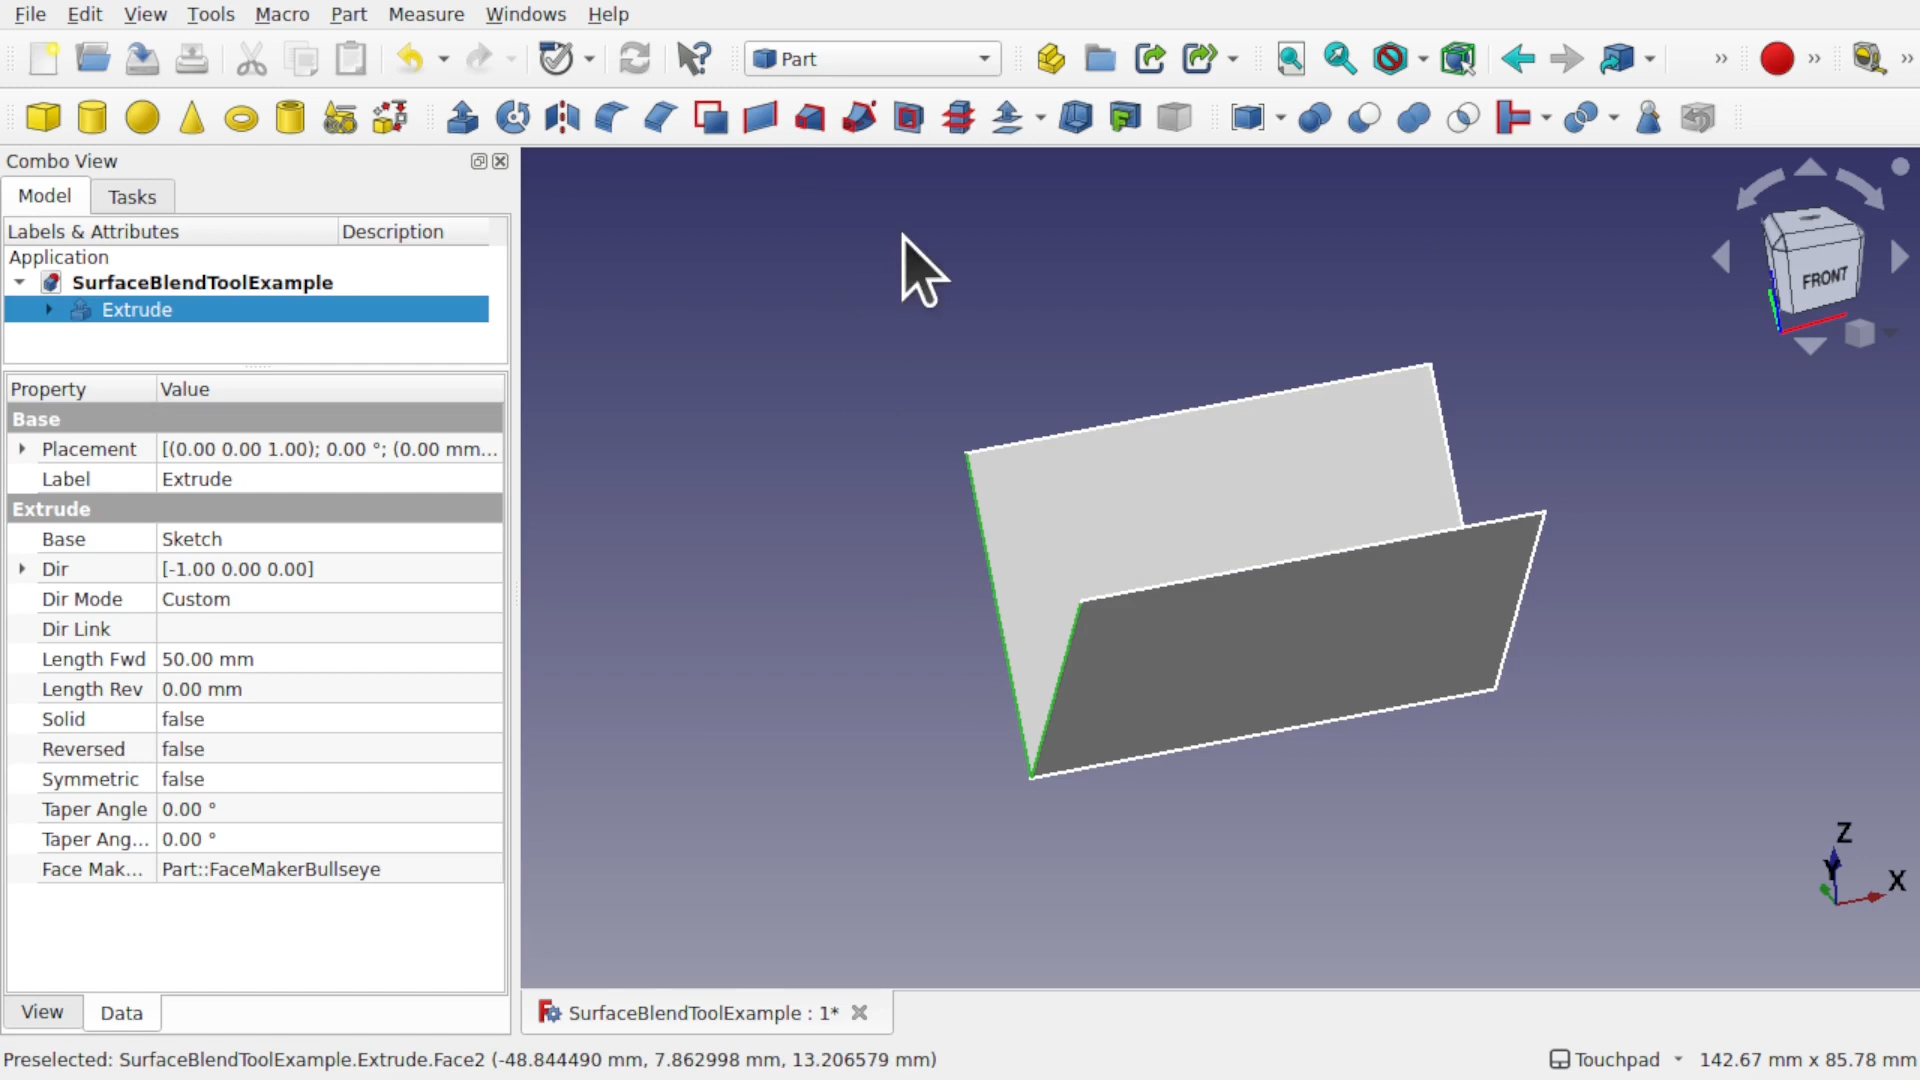 File Edit View Tools Macro Part Measure Windows Help
Part
Combo View
Model Tasks
Labels & Attributes Description
Application
SurfaceBlendToolExample
Extrude
Property Value
Base
Placement [(0.00 0.00 1.00); 0.00 °; (0.00 mm...
Label Extrude
Extrude
Base Sketch
Dir [-1.00 0.00 0.00]
Dir Mode Custom
Dir Link
Length Fwd 50.00 mm
Length Rev 0.00 mm
Solid false
Reversed false
Symmetric false
Taper Angle 0.00 °
Taper Ang... 0.00 °
Face Mak... Part::FaceMakerBullseye
View Data
FRONT
Z
Y
X
SurfaceBlendToolExample : 1*
Preselected: SurfaceBlendToolExample.Extrude.Face2 (-48.844490 mm, 7.862998 mm, 13.206579 mm)
Touchpad 142.67 mm x 85.78 mm